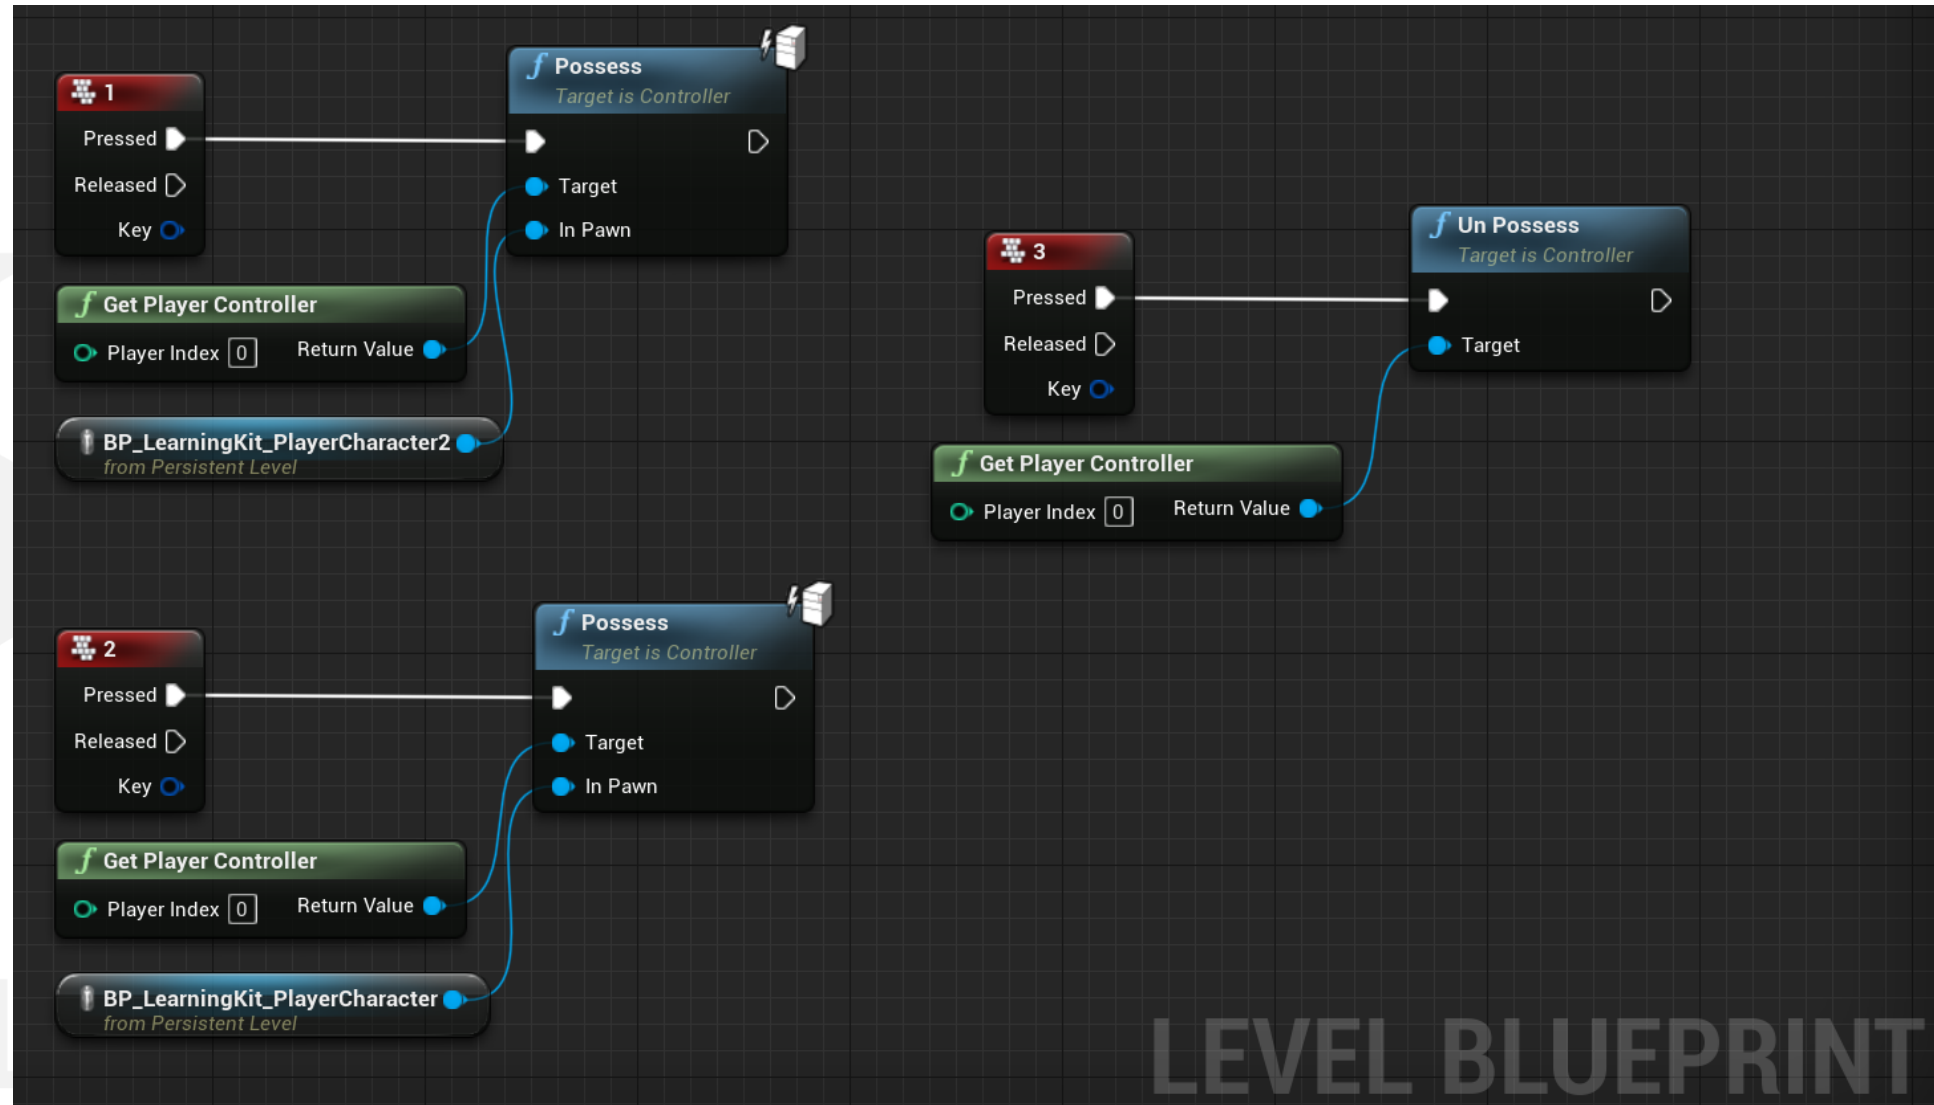 1
Pressed
Released
Key
Possess
Target is Controller
Target
In Pawn
Get Player Controller
Player Index 0 Return Value
BP_LearningKit_PlayerCharacter2
from Persistent Level
3
Pressed
Released
Key
Un Possess
Target is Controller
Target
Get Player Controller
Player Index 0 Return Value
2
Pressed
Released
Key
Possess
Target is Controller
Target
In Pawn
Get Player Controller
Player Index 0 Return Value
BP_LearningKit_PlayerCharacter
from Persistent Level
LEVEL BLUEPRINT